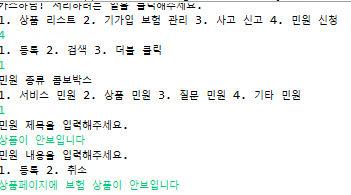 처리하려는 일을 클릭해주세요.
1. 상품 리스트 2. 기가입 보험 관리 3. 사고 신고 4. 민원 신청
4
1. 등록 2. 검색 3. 더블 클릭
1
민원 종류 콤보박스
1. 서비스 민원 2. 상품 민원 3. 질문 민원 4. 기타 민원
1
민원 제목을 입력해주세요.
상품이 안보입니다
민원 내용을 입력해주세요.
1. 등록 2. 취소
상품페이지에 보험 상품이 안보입니다